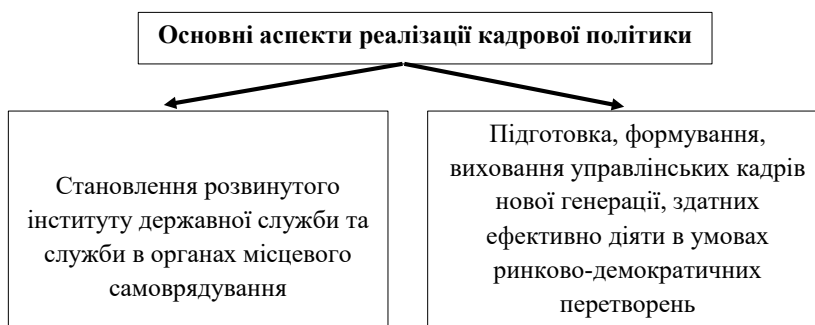 Основні аспекти реалізації кадрової політики
Становлення розвинутого
інституту державної служби та
служби в органах місцевого
самоврядування
Підготовка, формування,
виховання управлінських кадрів
нової генерації, здатних
ефективно діяти в умовах
ринково-демократичних
перетворень